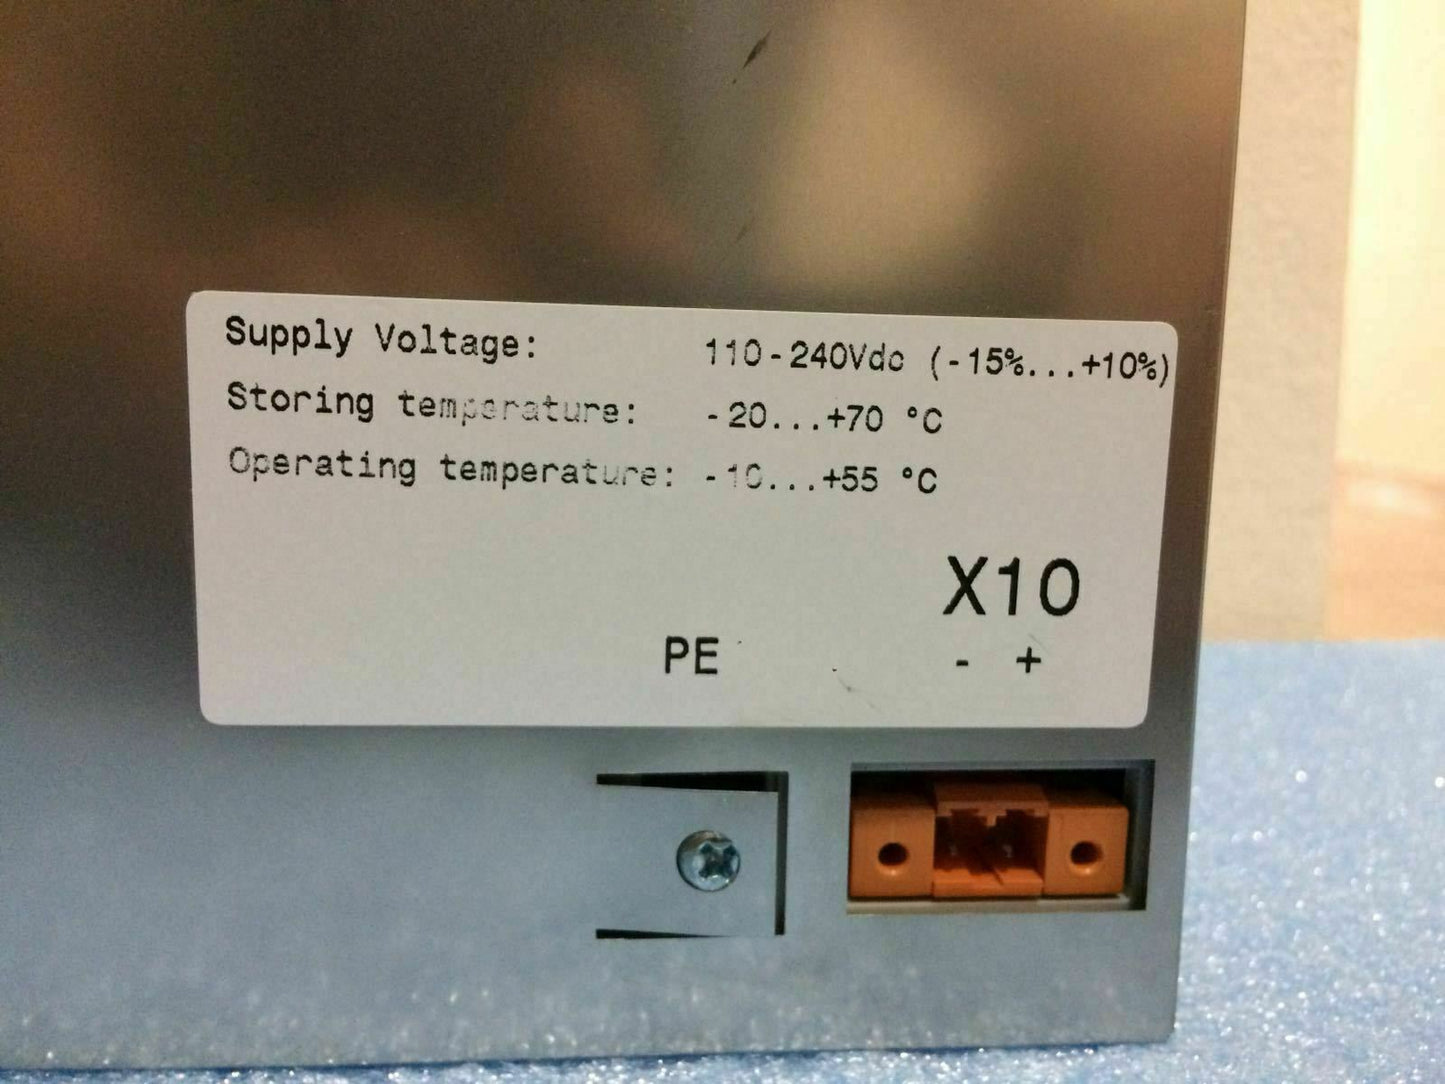 Supply Voltage: 110-240Vdc (-15%...+10%)
Storing temperature: -20...+70 °C
Operating temperature: -10...+55 °C
X10
PE - +